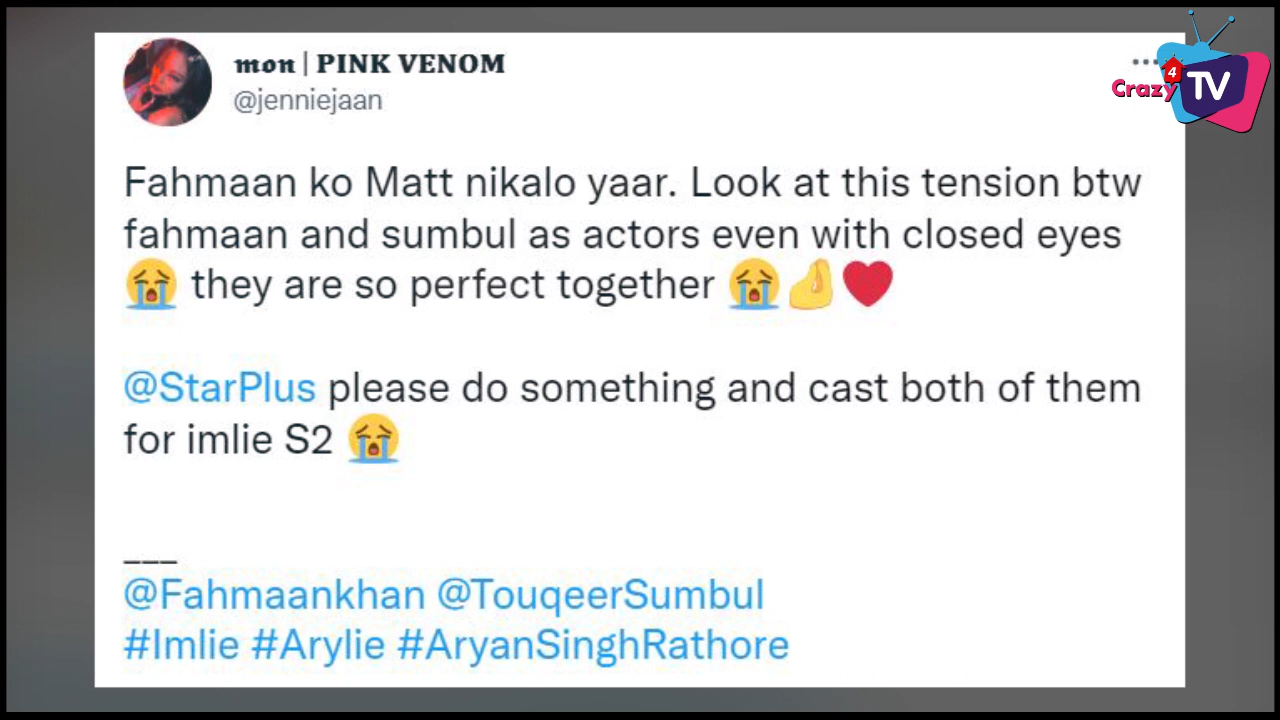 mon | PINK VENOM
@jenniejaan
Crazy 4 TV
Fahmaan ko Matt nikalo yaar. Look at this tension btw
fahmaan and sumbul as actors even with closed eyes
😭 they are so perfect together 😭🤌❤️
@StarPlus please do something and cast both of them
for imlie S2 😭
___
@Fahmaankhan @TouqeerSumbul
#Imlie #Arylie #AryanSinghRathore